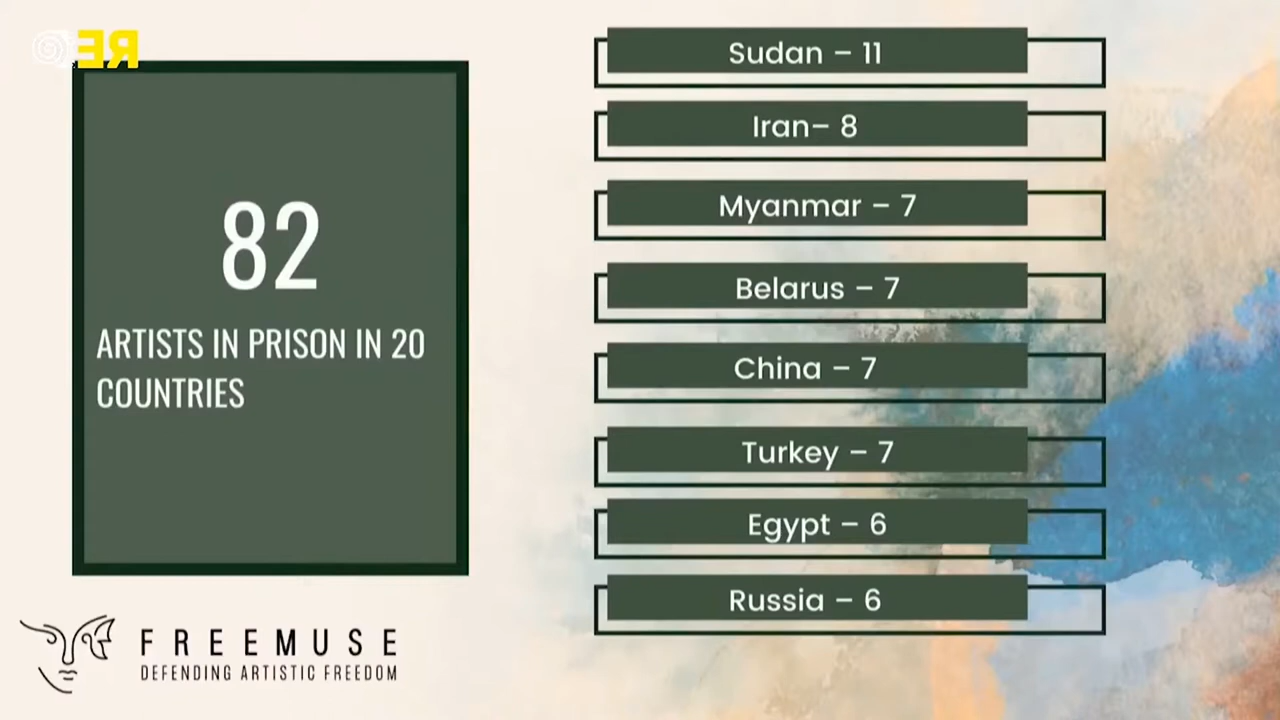 RE
82
ARTISTS IN PRISON IN 20
COUNTRIES
FREEMUSE
DEFENDING ARTISTIC FREEDOM
Sudan – 11
Iran– 8
Myanmar – 7
Belarus – 7
China – 7
Turkey – 7
Egypt – 6
Russia – 6